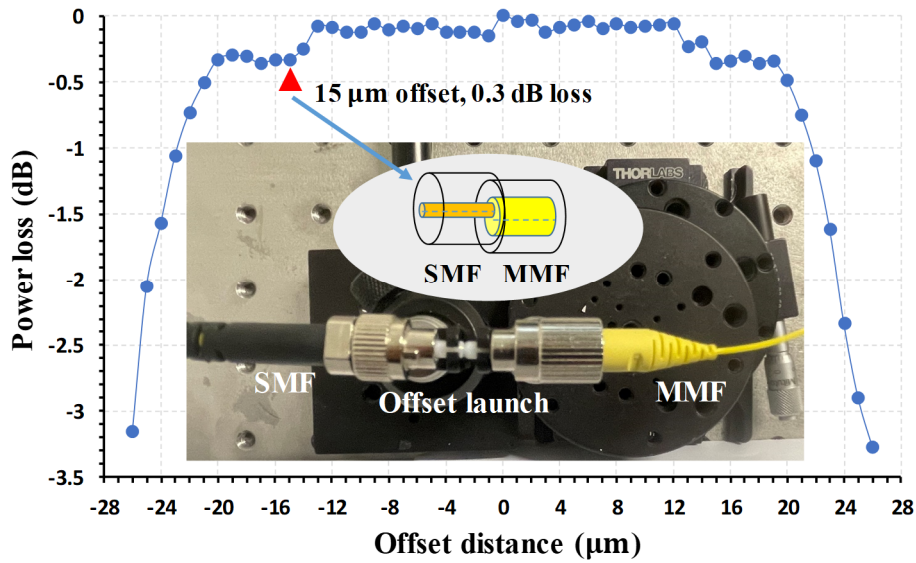 0
-0.5
-1
-1.5
-2
-2.5
-3
-3.5
Power loss (dB)
15 μm offset, 0.3 dB loss
THORLABS
SMF MMF
SMF
Offset launch
MMF
-28 -24 -20 -16 -12 -8 -4 0 4 8 12 16 20 24 28
Offset distance (μm)